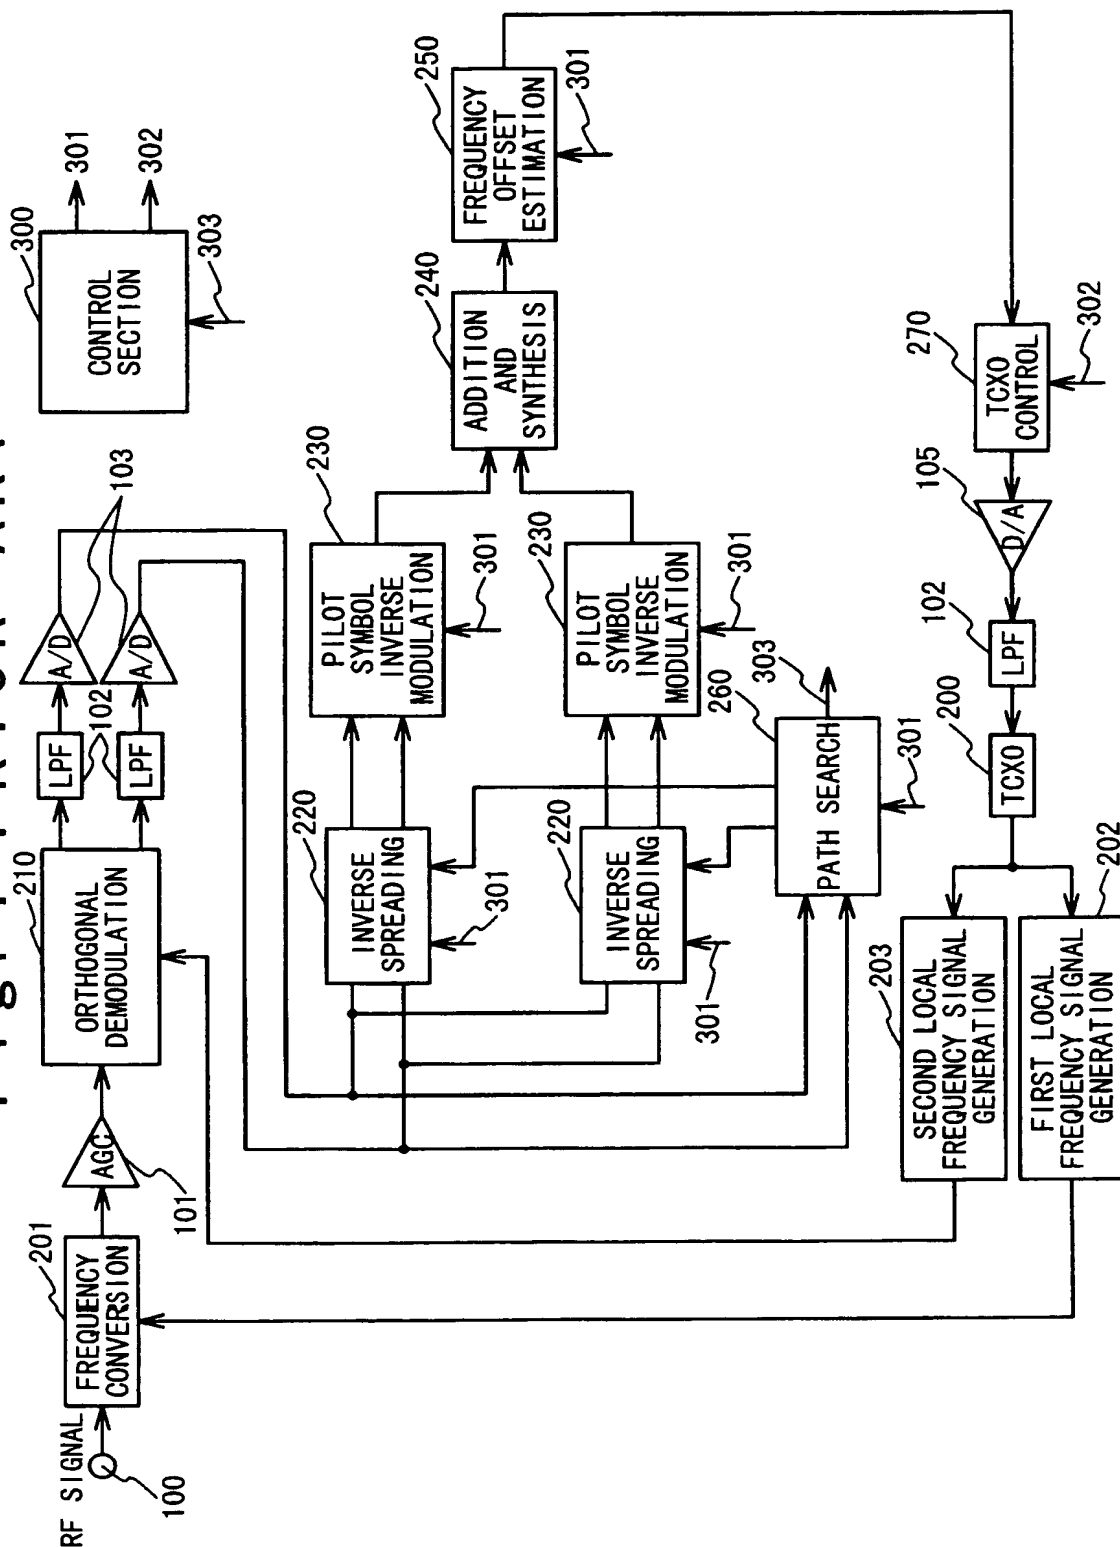 PRIOR ART
RF SIGNAL
100
201
FREQUENCY
CONVERSION
AGC
101
210
ORTHOGONAL
DEMODULATION
LPF
LPF
102
A/D
A/D
103
300
CONTROL
SECTION
301
302
303
220
INVERSE
SPREADING
301
230
PILOT
SYMBOL
INVERSE
MODULATION
301
220
INVERSE
SPREADING
301
230
PILOT
SYMBOL
INVERSE
MODULATION
301
240
ADDITION
AND
SYNTHESIS
250
FREQUENCY
OFFSET
ESTIMATION
301
260
PATH SEARCH
303
301
203
SECOND LOCAL
FREQUENCY SIGNAL
GENERATION
202
FIRST LOCAL
FREQUENCY SIGNAL
GENERATION
200
TCXO
102
LPF
105
D/A
270
TCXO
CONTROL
302